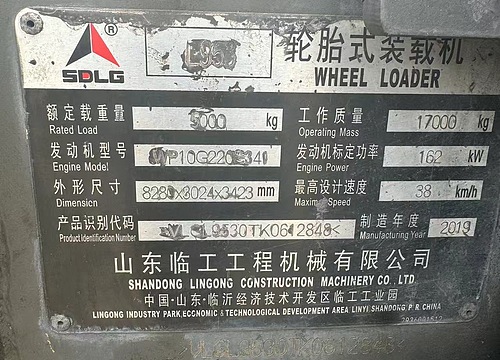 ® 轮胎式装载机
SDLG WHEEL LOADER
额定载重量 5000 kg 工作质量 17000 kg
Rated Load Operating Mass
发动机型号 发动机标定功率 162 kW
Engine Model Engine Power
外形尺寸 mm 最高设计速度 38 km/h
Dimension Maximum Speed
产品识别代码 制造年度 2019
Product Identification Number Manufacturing Year
山东临工工程机械有限公司
SHANDONG LINGONG CONSTRUCTION MACHINERY CO., LTD
中国·山东·临沂经济技术开发区临工工业园
LINGONG INDUSTRY PARK,ECCNOMIC & TECHNOLOGICAL DEVELOPMENT AREA LINYI SHANDONG P. R. CHINA